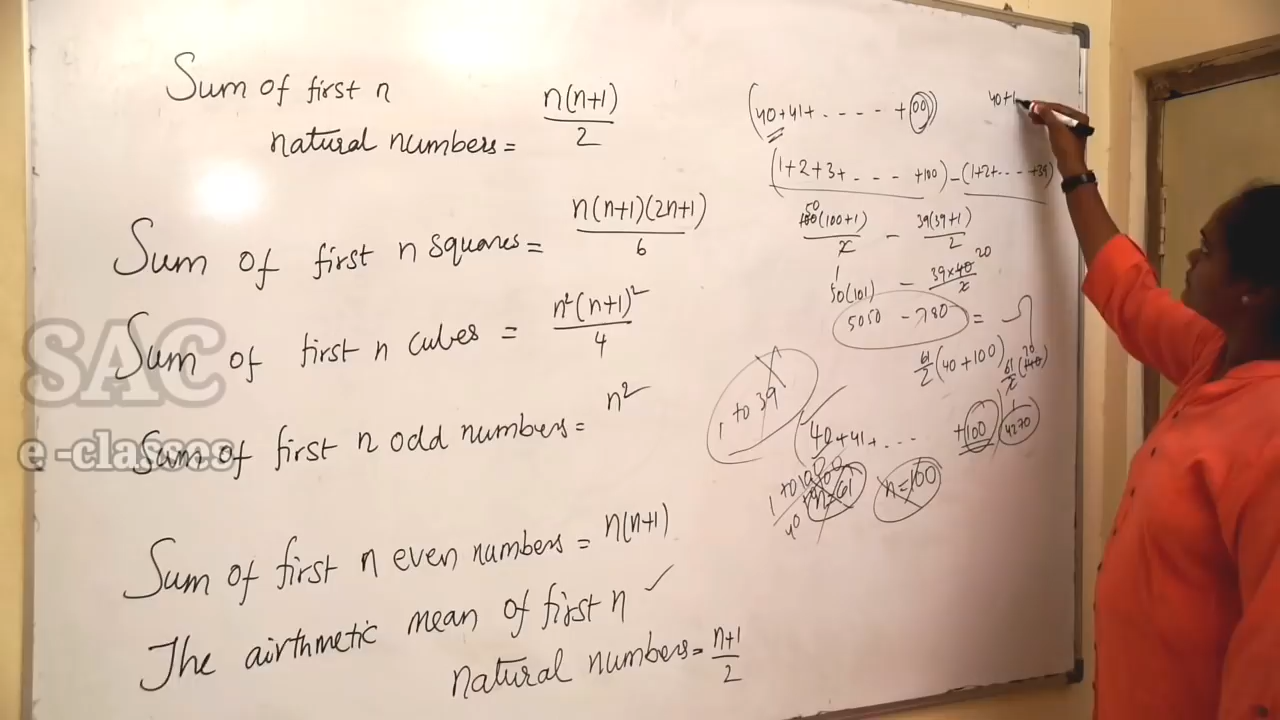 Sum of first n
natural numbers = n(n+1)/2
Sum of first n squares = n(n+1)(2n+1)/6
Sum of first n cubes = n²(n+1)²/4
Sum of first n odd numbers = n²
Sum of first n even numbers = n(n+1)
The airthmetic mean of first n ✓
natural numbers = n+1/2
SAC
e-classes
(40+41+ . - - - - +100)
40+1
(1+2+3+ . - - - +100) - (1+2+ - - - +39)
100 50 (100+1)/2 - 39(39+1)/2
50(101) - 39×40/2 20
5050 - 780 =
61/2 (40+100)
61/2 (140) 70
4270
1 to 39
40+41+ . - - - +100
n=61
n=100